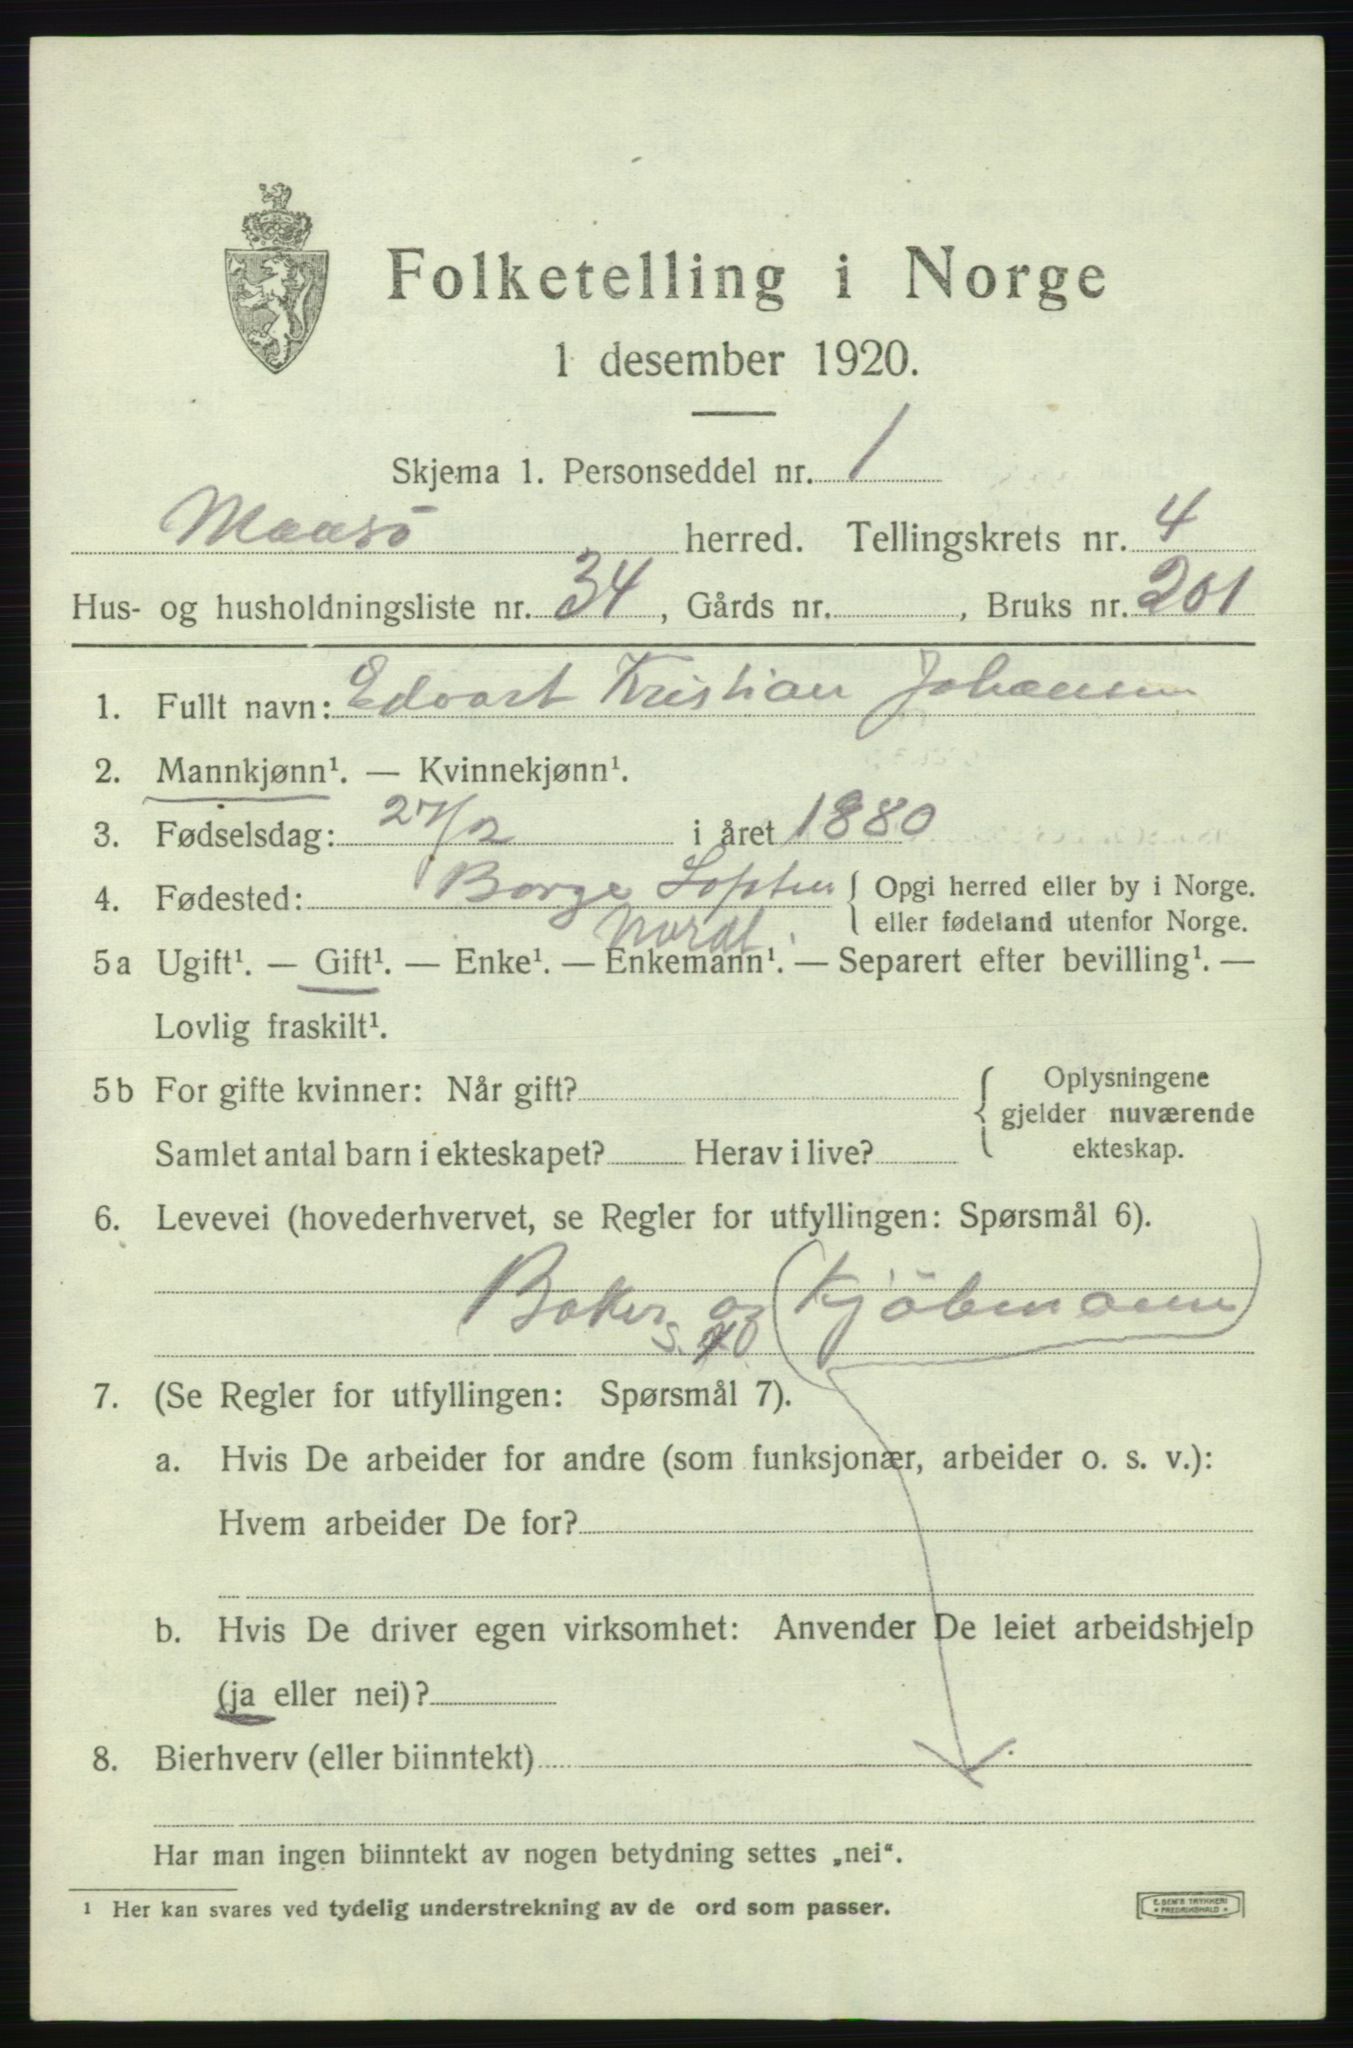 Folketelling i Norge
1 desember 1920.
Skjema 1. Personseddel nr. 1
Maasö herred. Tellingskrets nr. 4
Hus- og husholdningsliste nr. 34, Gårds nr. , Bruks nr. 201
1. Fullt navn: Edvart Kristian Johansen
2. Mannkjønn¹. — Kvinnekjønn¹.
3. Fødselsdag: 27/2 i året 1880
4. Fødested: Borge Lofoten { Opgi herred eller by i Norge.
eller fødeland utenfor Norge.
Nordl.
5a Ugift¹. — Gift¹. — Enke¹. — Enkemann¹. — Separert efter bevilling¹. —
Lovlig fraskilt¹.
5b For gifte kvinner: Når gift? { Oplysningene
gjelder nuværende
Samlet antal barn i ekteskapet? Herav i live? ekteskap.
6. Levevei (hovederhvervet, se Regler for utfyllingen: Spørsmål 6).
Baker og (Kjöbmann)
7. (Se Regler for utfyllingen: Spørsmål 7).
a. Hvis De arbeider for andre (som funksjonær, arbeider o. s. v.):
Hvem arbeider De for?
b. Hvis De driver egen virksomhet: Anvender De leiet arbeidshjelp
(ja eller nei)?
8. Bierhverv (eller biinntekt)
Har man ingen biinntekt av nogen betydning settes „nei“.
¹ Her kan svares ved tydelig understrekning av de ord som passer.
E. SEM'S TRYKKERI
FREDRIKSHALD